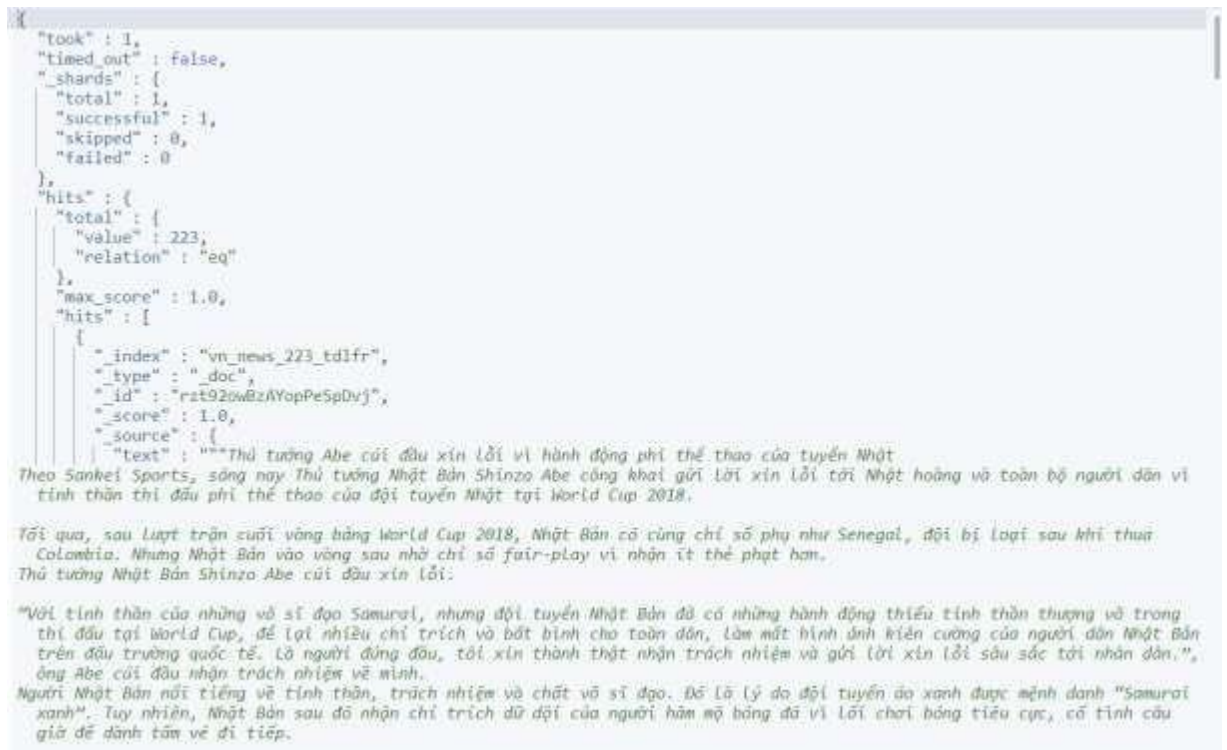 {
"took" : 1,
"timed_out" : false,
"_shards" : {
"total" : 1,
"successful" : 1,
"skipped" : 0,
"failed" : 0
},
"hits" : {
"total" : {
"value" : 223,
"relation" : "eq"
},
"max_score" : 1.0,
"hits" : [
{
"_index" : "vn_news_223_tdlfr",
"_type" : "_doc",
"_id" : "rzt92owBzAYopPeSpDvj",
"_score" : 1.0,
"_source" : {
"text" : """Thủ tướng Abe cúi đầu xin lỗi vì hành động phi thể thao của tuyển Nhật
Theo Sankei Sports, sáng nay Thủ tướng Nhật Bản Shinzo Abe công khai gửi lời xin lỗi tới Nhật hoàng và toàn bộ người dân vì
tinh thần thi đấu phi thể thao của đội tuyển Nhật tại World Cup 2018.
Tối qua, sau lượt trận cuối vòng bảng World Cup 2018, Nhật Bản có cùng chỉ số phụ như Senegal, đội bị loại sau khi thua
Colombia. Nhưng Nhật Bản vào vòng sau nhờ chỉ số fair-play vì nhận ít thẻ phạt hơn.
Thủ tướng Nhật Bản Shinzo Abe cúi đầu xin lỗi.
"Với tinh thần của những võ sĩ đạo Samurai, nhưng đội tuyển Nhật Bản đã có những hành động thiếu tinh thần thượng võ trong
thi đấu tại World Cup, để lại nhiều chỉ trích và bất bình cho toàn dân, làm mất hình ảnh kiên cường của người dân Nhật Bản
trên đấu trường quốc tế. Là người đứng đầu, tôi xin thành thật nhận trách nhiệm và gửi lời xin lỗi sâu sắc tới nhân dân.",
ông Abe cúi đầu nhận trách nhiệm về mình.
Người Nhật Bản nổi tiếng về tinh thần, trách nhiệm và chất võ sĩ đạo. Đó là lý do đội tuyển áo xanh được mệnh danh "Samurai
xanh". Tuy nhiên, Nhật Bản sau đó nhận chỉ trích dữ dội của người hâm mộ bóng đá vì lối chơi bóng tiêu cực, cố tình câu
giờ để dành tấm vé đi tiếp.